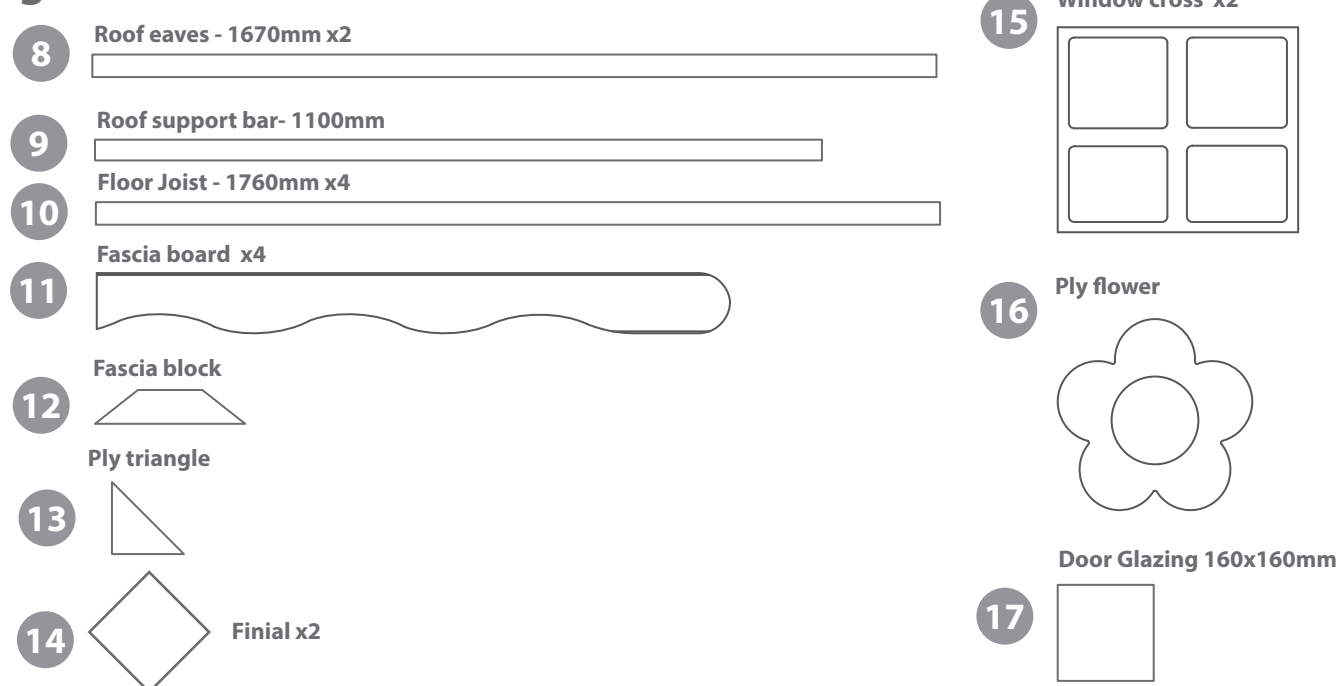 8
Roof eaves - 1670mm x2
9
Roof support bar- 1100mm
10
Floor Joist - 1760mm x4
11
Fascia board  x4
12
Fascia block
13
Ply triangle
14
Finial x2
15
Window cross  x2
16
Ply flower
17
Door Glazing 160x160mm